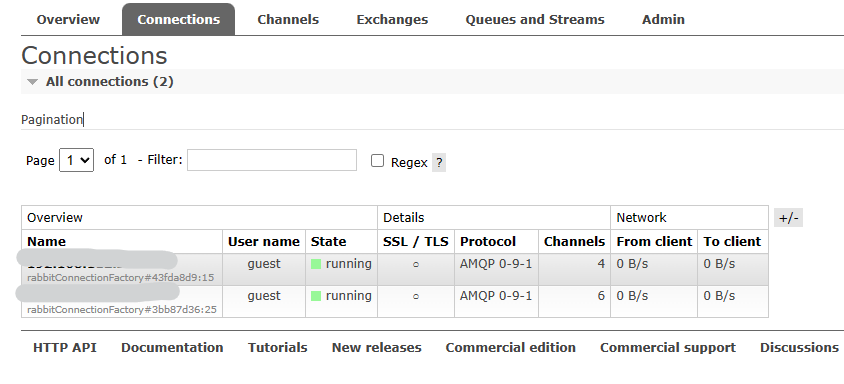 Overview Connections Channels Exchanges Queues and Streams Admin
Connections
All connections (2)
Pagination
Page 1 of 1 - Filter: Regex ?
Overview Details Network +/-
Name User name State SSL / TLS Protocol Channels From client To client
guest running ○ AMQP 0-9-1 4 0 B/s 0 B/s
rabbitConnectionFactory#43fda8d9:15
guest running ○ AMQP 0-9-1 6 0 B/s 0 B/s
rabbitConnectionFactory#3bb87d36:25
HTTP API Documentation Tutorials New releases Commercial edition Commercial support Discussions